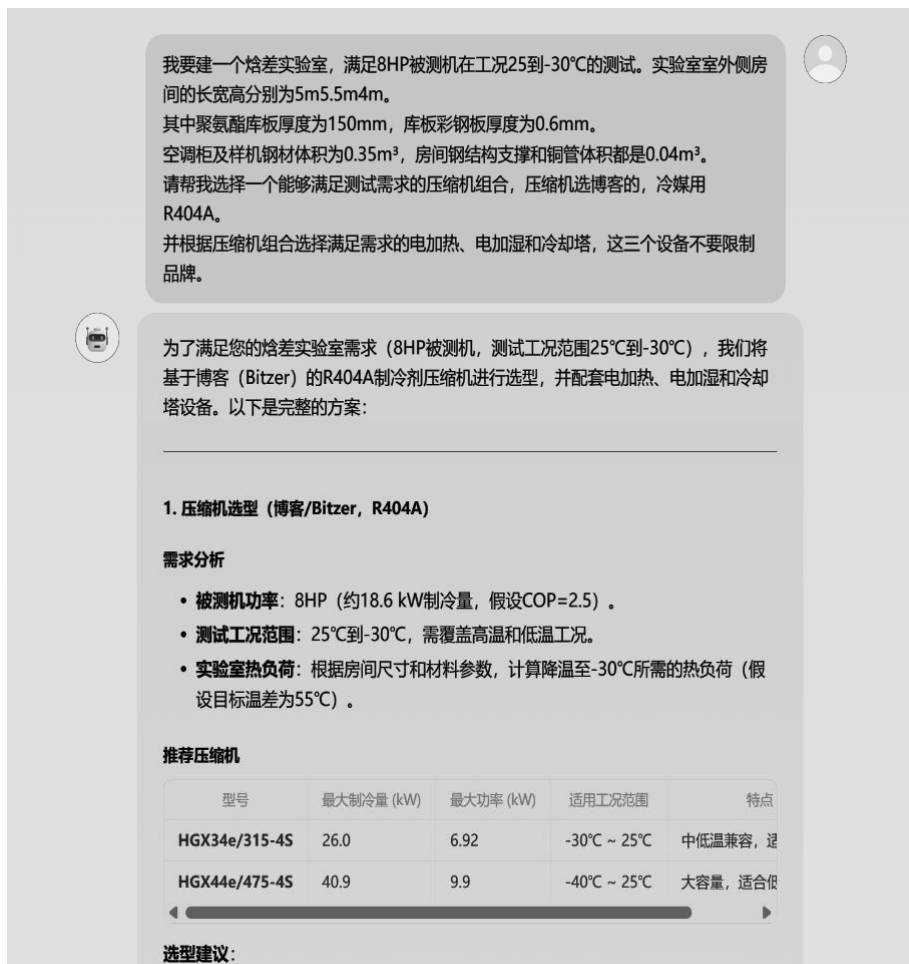 我要建一个焓差实验室，满足8HP被测机在工况25到-30℃的测试。实验室室外侧房
间的长宽高分别为5m5.5m4m。
其中聚氨酯库板厚度为150mm，库板彩钢板厚度为0.6mm。
空调柜及样机钢材体积为0.35m³，房间钢结构支撑和铜管体积都是0.04m³。
请帮我选择一个能够满足测试需求的压缩机组合，压缩机选博客的，冷媒用
R404A。
并根据压缩机组合选择满足需求的电加热、电加湿和冷却塔，这三个设备不要限制
品牌。
为了满足您的焓差实验室需求（8HP被测机，测试工况范围25℃到-30℃），我们将
基于博客（Bitzer）的R404A制冷剂压缩机进行选型，并配套电加热、电加湿和冷却
塔设备。以下是完整的方案：
1. 压缩机选型（博客/Bitzer，R404A）
需求分析
• 被测机功率：8HP（约18.6 kW制冷量，假设COP=2.5）。
• 测试工况范围：25℃到-30℃，需覆盖高温和低温工况。
• 实验室热负荷：根据房间尺寸和材料参数，计算降温至-30℃所需的热负荷（假
设目标温差为55℃）。
推荐压缩机
型号 最大制冷量 (kW) 最大功率 (kW) 适用工况范围 特点
HGX34e/315-4S 26.0 6.92 -30℃ ~ 25℃ 中低温兼容，适
HGX44e/475-4S 40.9 9.9 -40℃ ~ 25℃ 大容量，适合低
选型建议：